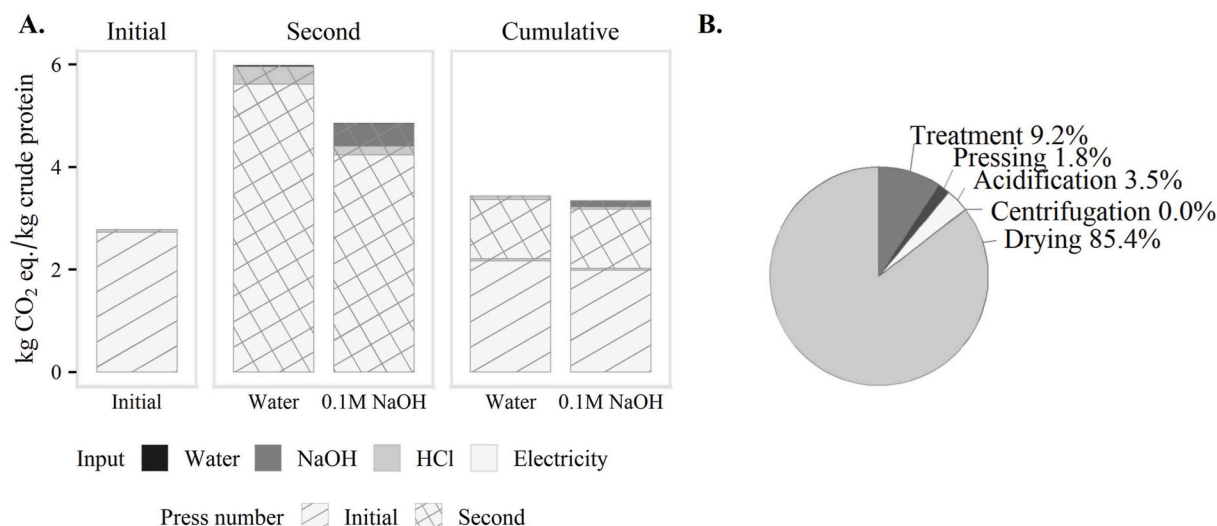 A.
Initial
Second
Cumulative
kg CO₂ eq./kg crude protein
6
4
2
0
Initial
Water
0.1M NaOH
Water
0.1M NaOH
Input Water NaOH HCl Electricity
Press number Initial Second
B.
Treatment 9.2%
Pressing 1.8%
Acidification 3.5%
Centrifugation 0.0%
Drying 85.4%